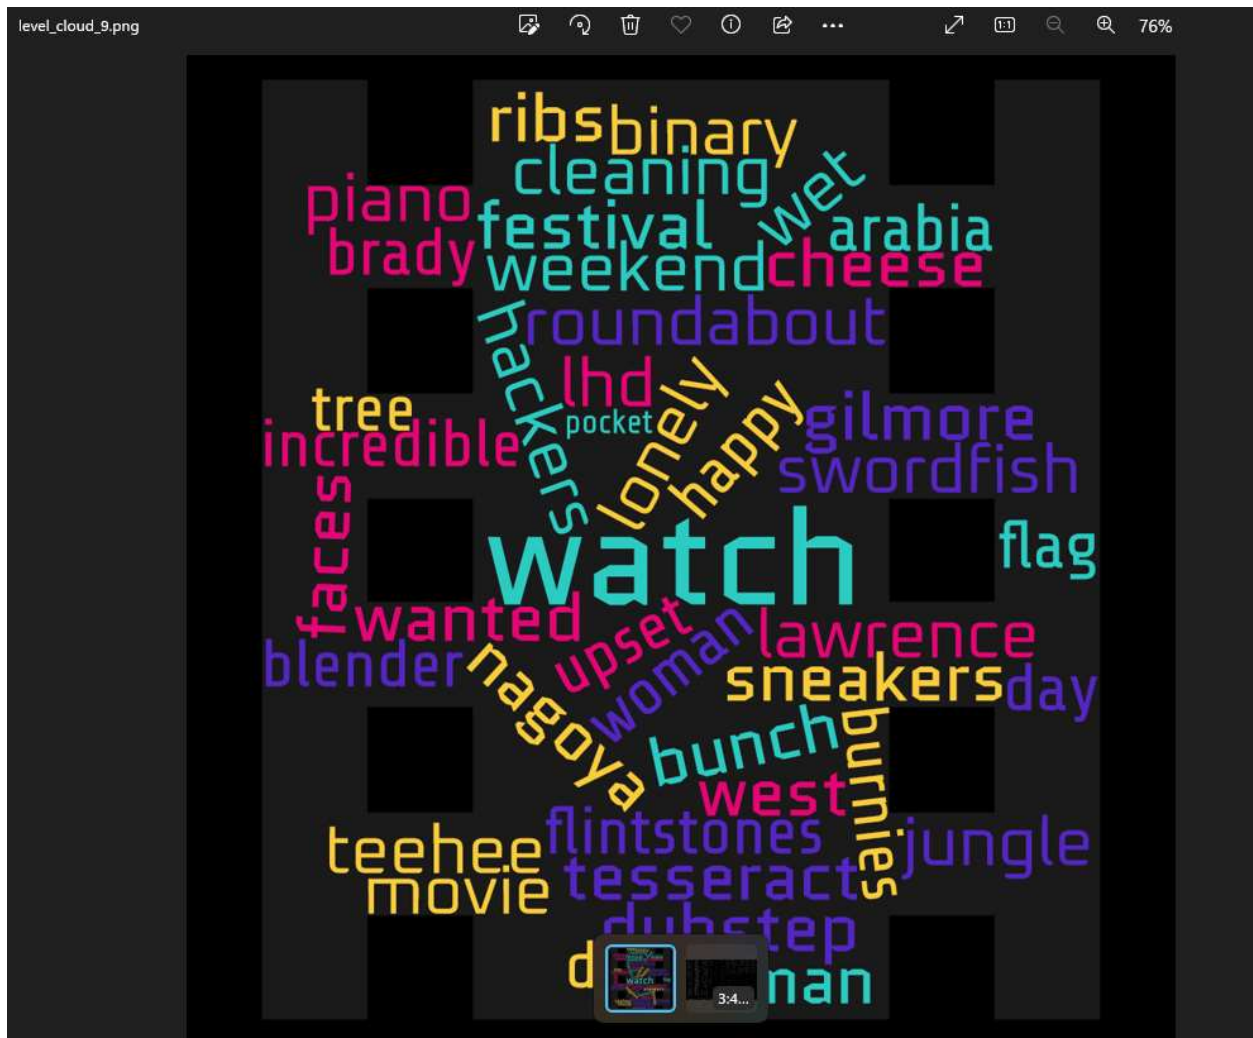 level_cloud_9.png
76%
ribs
binary
cleaning
wet
piano
festival
arabia
brady
weekend
cheese
hackers
roundabout
lhd
lonely
tree
pocket
happy
gilmore
incredible
swordfish
faces
watch
flag
wanted
upset
woman
lawrence
blender
nagoya
sneakers
day
bunch
burnies
west
flintstones
jungle
teehee
tesseract
movie
dubstep
d
man
watch
3:4...